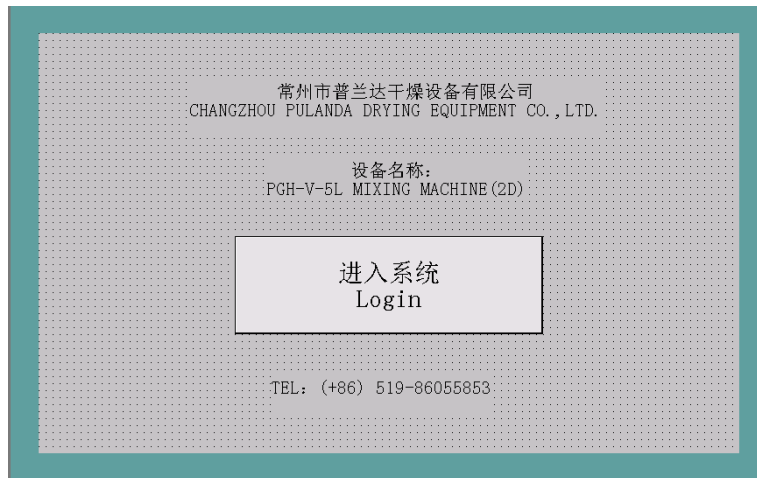 常州市普兰达干燥设备有限公司
CHANGZHOU PULANDA DRYING EQUIPMENT CO.,LTD.
设备名称:
PGH-V-5L MIXING MACHINE(2D)
进入系统
Login
TEL: (+86) 519-86055853